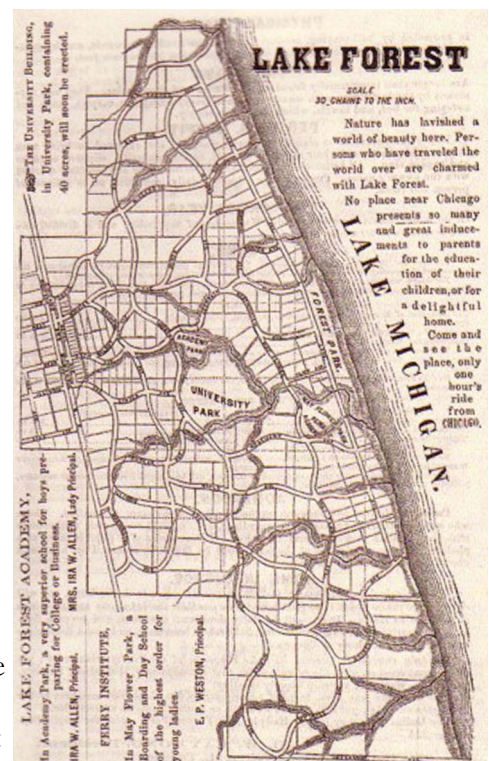 LAKE FOREST
SCALE
30 CHAINS TO THE INCH.
Nature has lavished a
world of beauty here. Per-
sons who have traveled the
world over are charmed
with Lake Forest.
No place near Chicago
presents so many
and great induce-
ments to parents
for the educa-
tion of their
children, or for
a delightful
home.
Come and
see the
place, only
one
hour's
ride
from
CHICAGO.
LAKE MICHIGAN.
FOREST PARK.
ACADEMY
PARK
UNIVERSITY
PARK
THE UNIVERSITY BUILDING,
in University Park, containing
40 acres, will soon be erected.
LAKE FOREST ACADEMY,
In Academy Park, a very superior school for boys pre-
paring for College or Business.
IRA W. ALLEN, Principal.
MRS. IRA W. ALLEN, Lady Principal.
FERRY INSTITUTE,
In May Flower Park, a
Boarding and Day School
of the highest order for
young ladies.
E. P. WESTON, Principal.